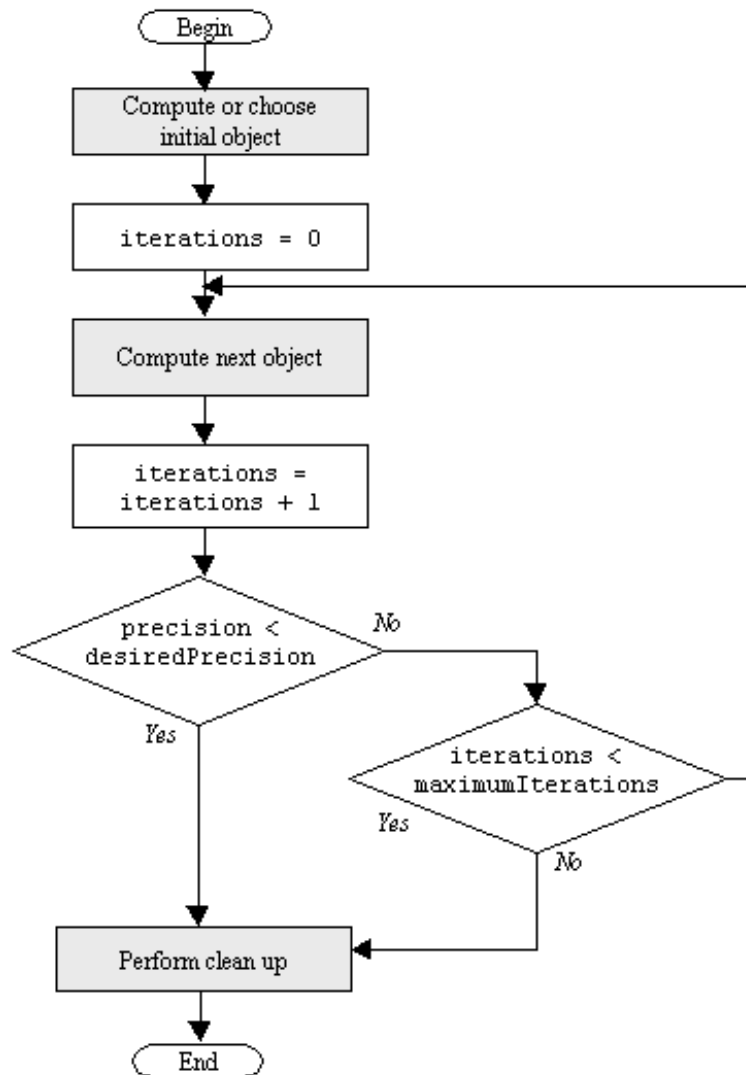 Begin
Compute or choose
initial object
iterations = 0
Compute next object
iterations =
iterations + 1
precision <
desiredPrecision
No
Yes
iterations <
maximumIterations
Yes
No
Perform clean up
End